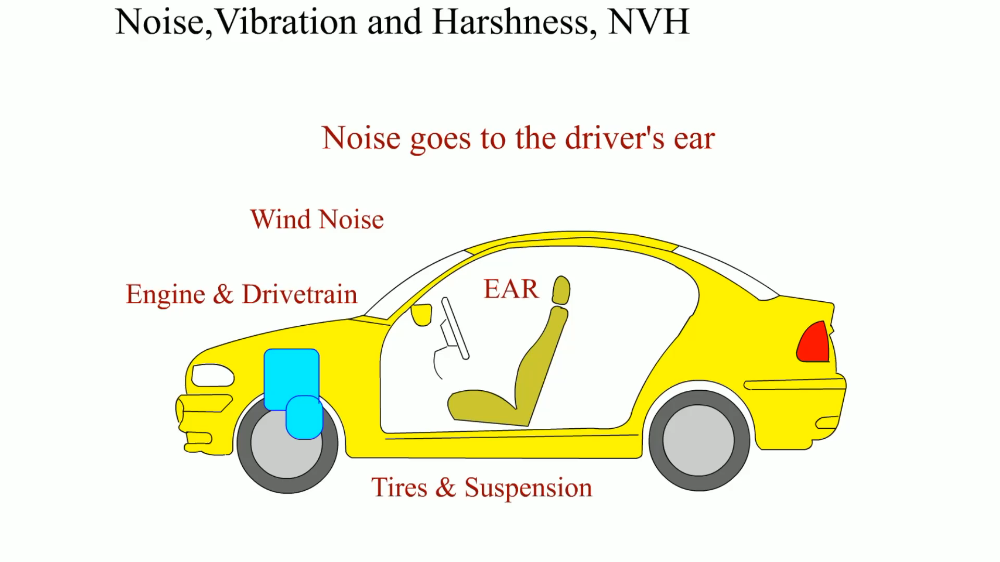 Noise,Vibration and Harshness, NVH
Noise goes to the driver's ear
Wind Noise
EAR
Engine & Drivetrain
Tires & Suspension